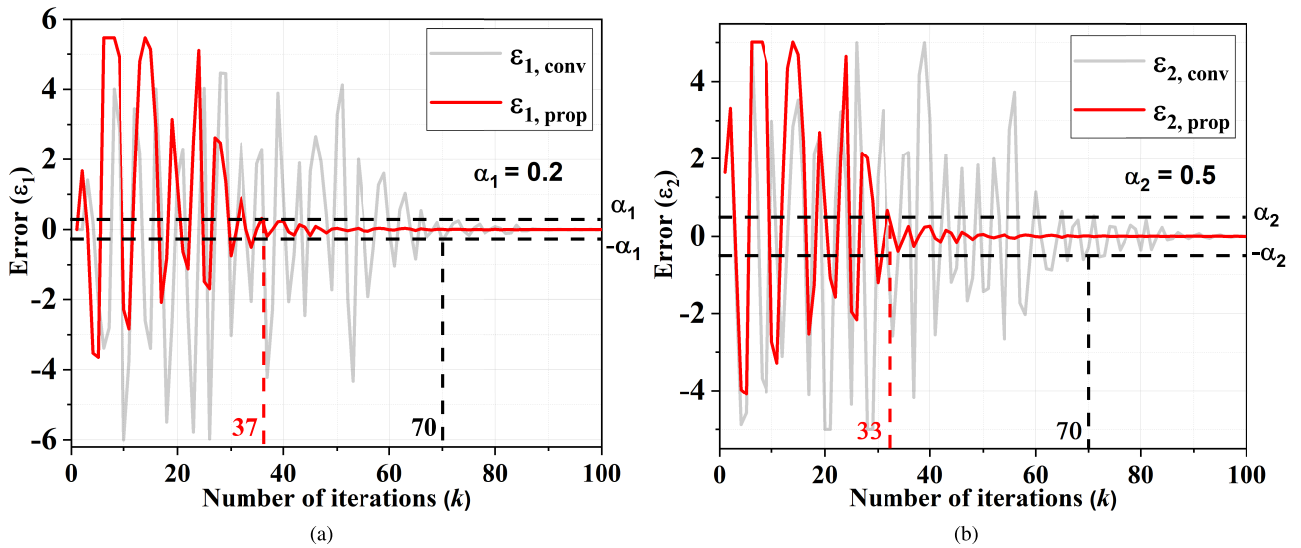 6
4
2
0
-2
-4
-6
Error (ε1)
ε1, conv
ε1, prop
α1 = 0.2
α1
-α1
37
70
0 20 40 60 80 100
Number of iterations (k)
(a)
4
2
0
-2
-4
Error (ε2)
ε2, conv
ε2, prop
α2 = 0.5
α2
-α2
33
70
0 20 40 60 80 100
Number of iterations (k)
(b)